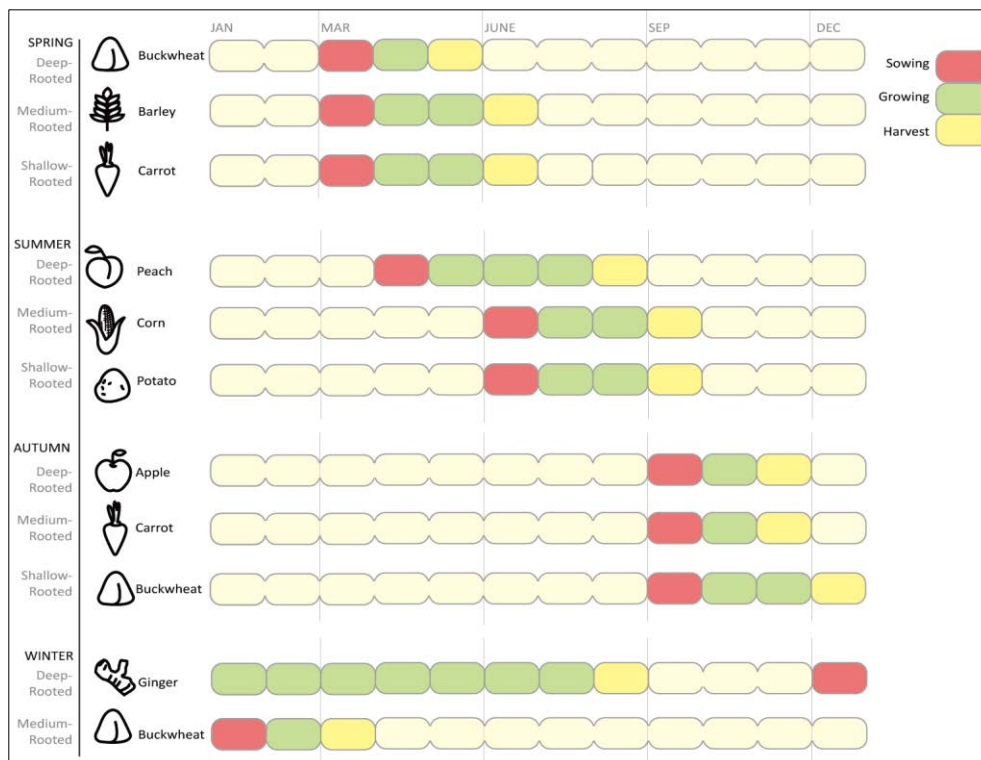 JAN MAR JUNE SEP DEC
SPRING
Deep-
Rooted
Buckwheat
Medium-
Rooted
Barley
Shallow-
Rooted
Carrot
Sowing
Growing
Harvest
SUMMER
Deep-
Rooted
Peach
Medium-
Rooted
Corn
Shallow-
Rooted
Potato
AUTUMN
Deep-
Rooted
Apple
Medium-
Rooted
Carrot
Shallow-
Rooted
Buckwheat
WINTER
Deep-
Rooted
Ginger
Medium-
Rooted
Buckwheat